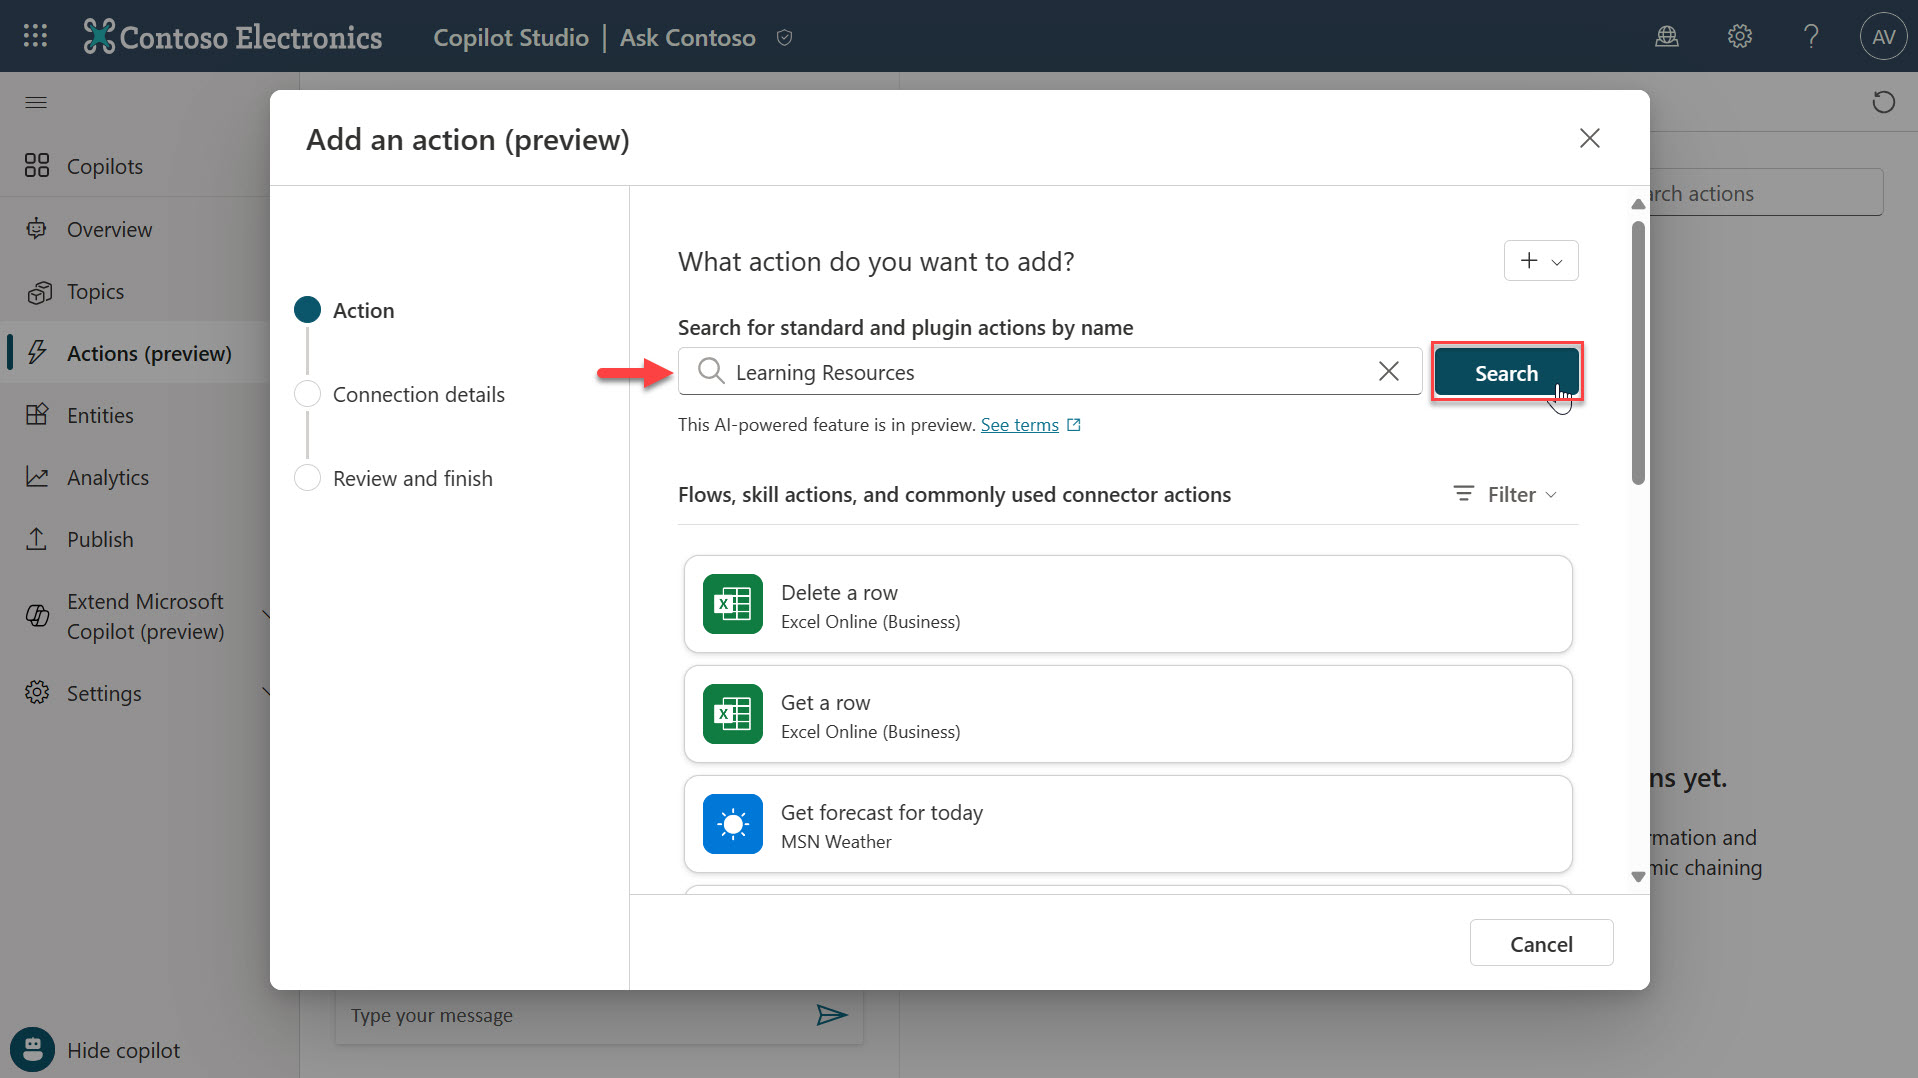 Contoso Electronics
Copilot Studio | Ask Contoso
AV
Copilots
Overview
Topics
Actions (preview)
Entities
Analytics
Publish
Extend Microsoft
Copilot (preview)
Settings
Hide copilot
Add an action (preview)
Action
Connection details
Review and finish
What action do you want to add?
Search for standard and plugin actions by name
Learning Resources
Search
This AI-powered feature is in preview. See terms
Flows, skill actions, and commonly used connector actions
Filter
Delete a row
Excel Online (Business)
Get a row
Excel Online (Business)
Get forecast for today
MSN Weather
Cancel
Type your message
rch actions
ns yet.
rmation and
mic chaining